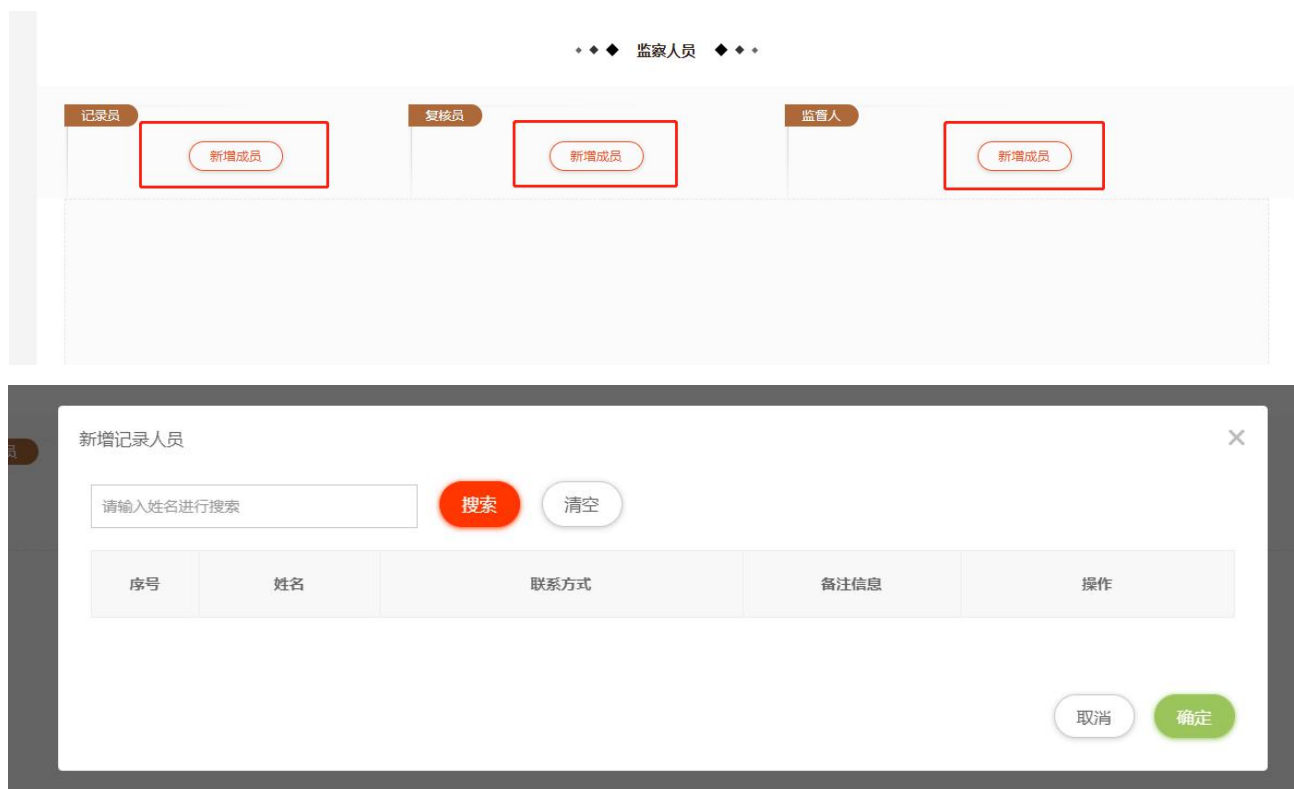 监察人员
记录员 复核员 监督人
新增成员 新增成员 新增成员
员
新增记录人员
请输入姓名进行搜索 搜索 清空
序号 姓名 联系方式 备注信息 操作
取消 确定